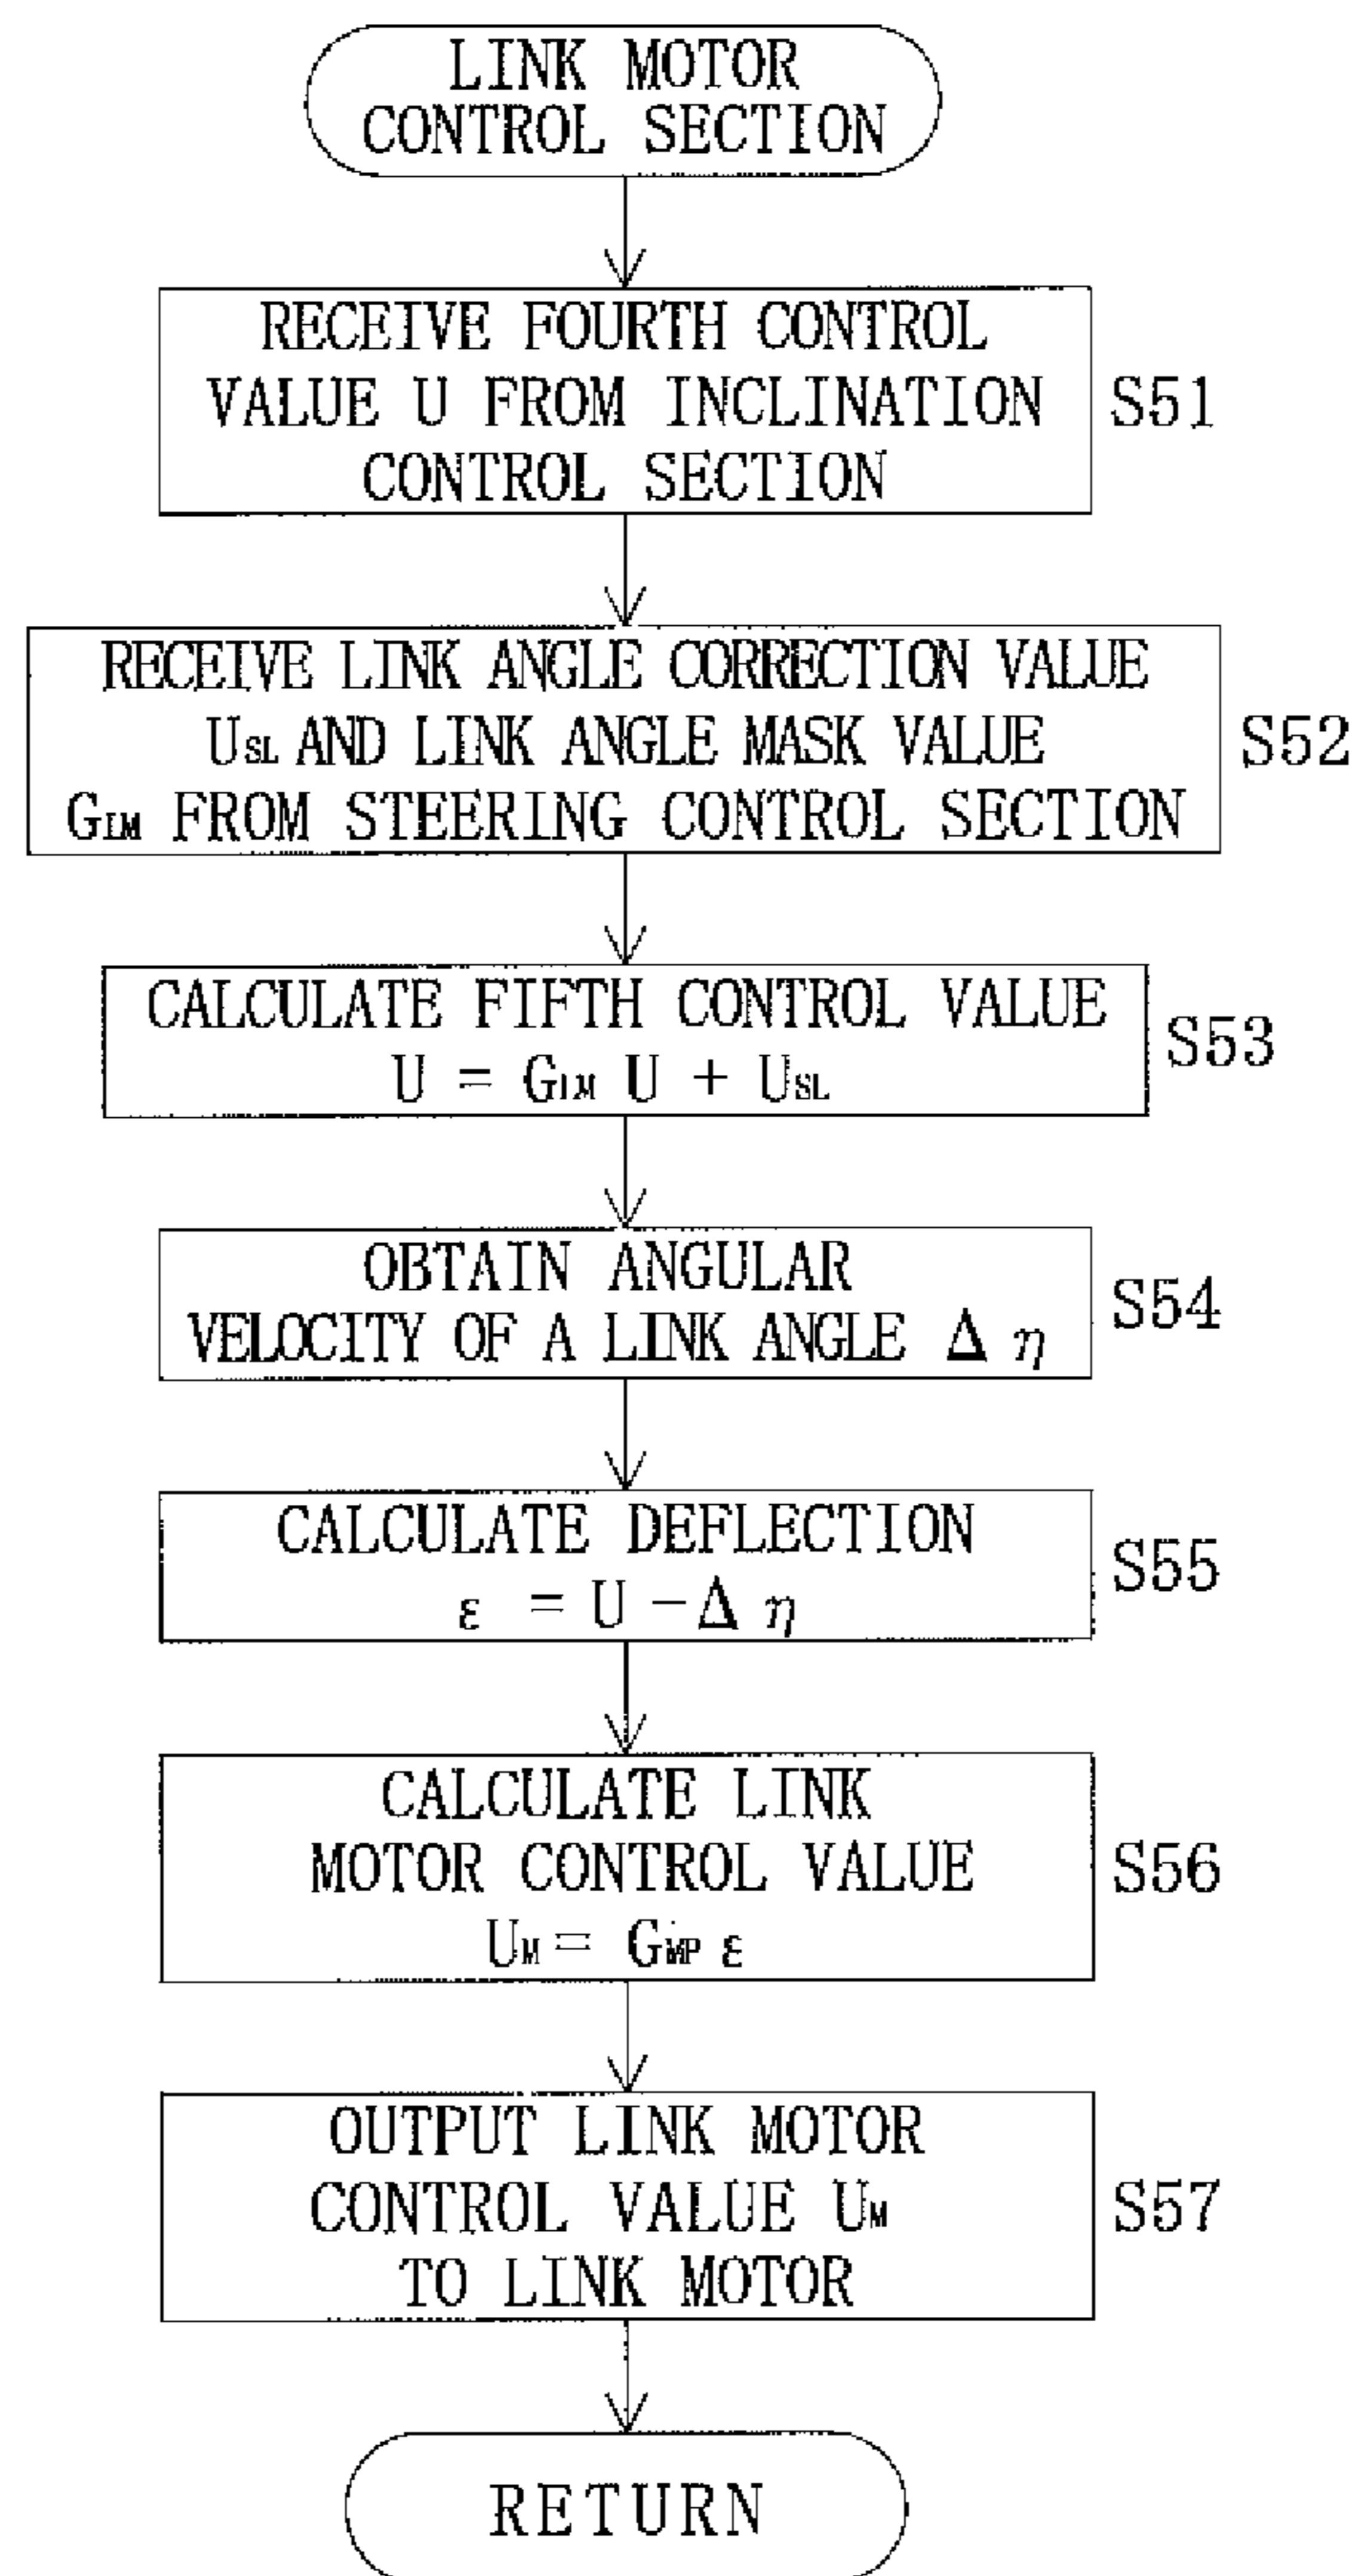 LINK MOTOR
CONTROL SECTION
RECEIVE FOURTH CONTROL
VALUE U FROM INCLINATION
CONTROL SECTION
S51
RECEIVE LINK ANGLE CORRECTION VALUE
USL AND LINK ANGLE MASK VALUE
GIM FROM STEERING CONTROL SECTION
S52
CALCULATE FIFTH CONTROL VALUE
U = GIM U + USL
S53
OBTAIN ANGULAR
VELOCITY OF A LINK ANGLE Δ η
S54
CALCULATE DEFLECTION
ε = U - Δ η
S55
CALCULATE LINK
MOTOR CONTROL VALUE
UM = GMP ε
S56
OUTPUT LINK MOTOR
CONTROL VALUE UM
TO LINK MOTOR
S57
RETURN